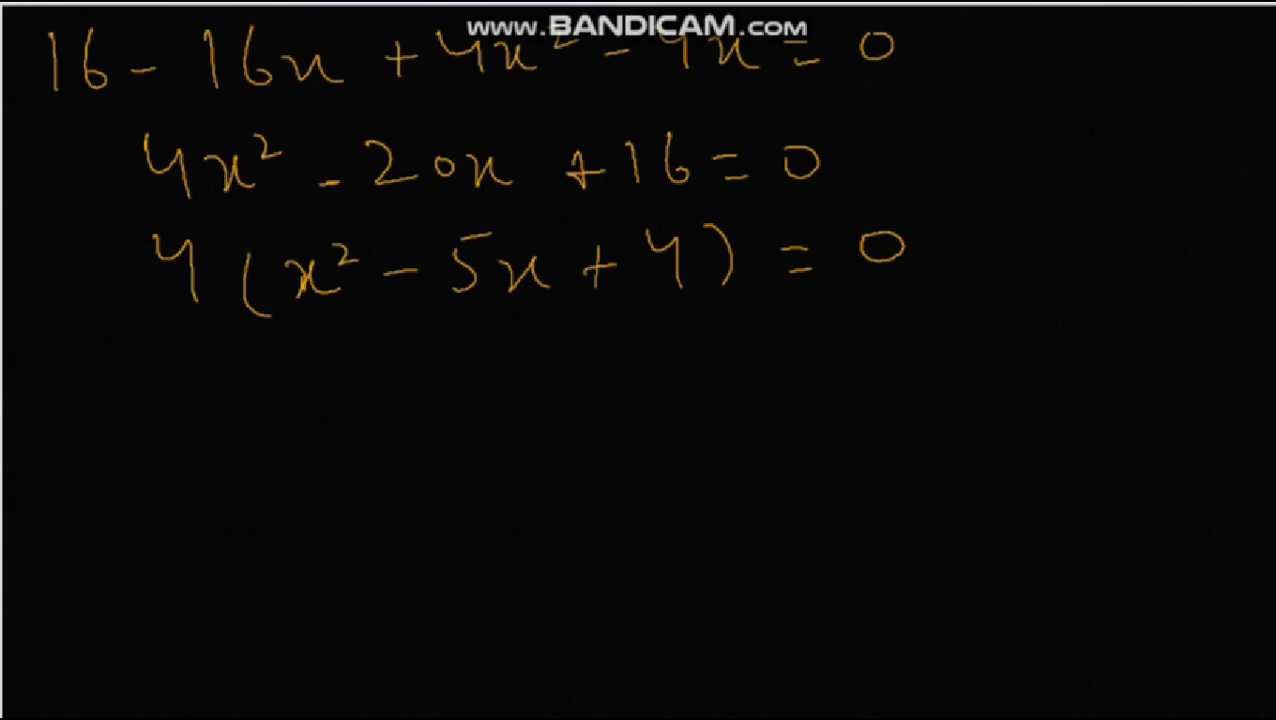 www.BANDICAM.com
16 - 16x + 4x² - 4x = 0
4x² - 20x + 16 = 0
4 (x² - 5x + 4) = 0